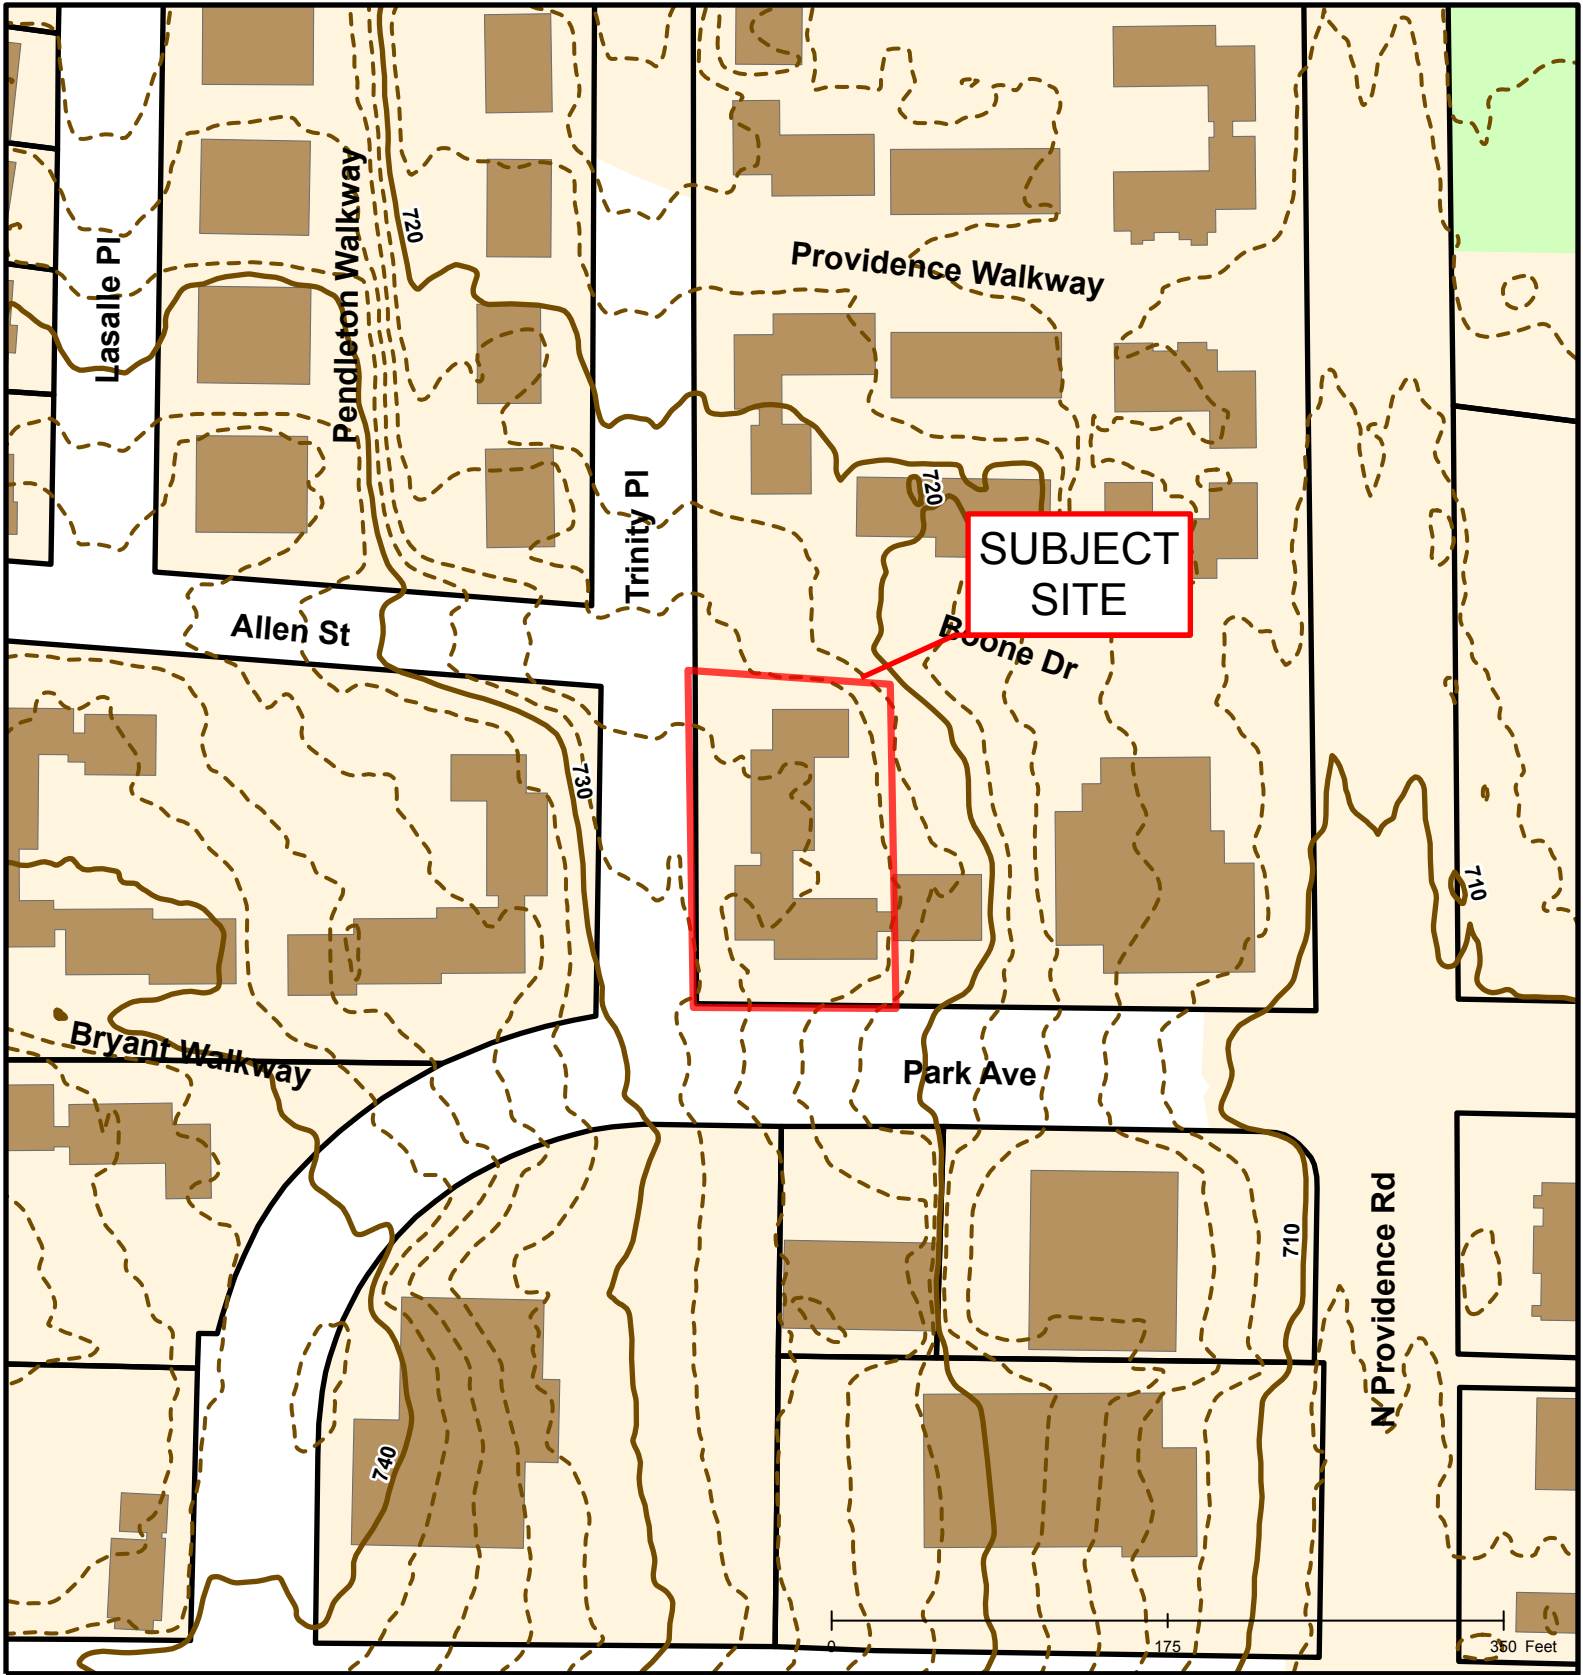 Pendleton Walkway
720
Lasalle Pl
Providence Walkway
Trinity Pl
720
SUBJECT
SITE
Allen St
Boone Dr
730
710
Bryant Walkway
Park Ave
N Providence Rd
710
740
0
175
350 Feet